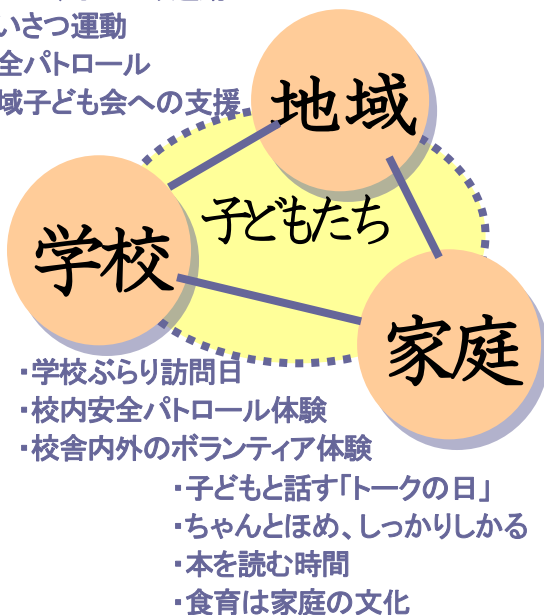 いさつ運動
全パトロール
域子ども会への支援
地域
子どもたち
学校
家庭
・学校ぶらり訪問日
・校内安全パトロール体験
・校舎内外のボランティア体験
・子どもと話す「トークの日」
・ちゃんとほめ、しっかりしかる
・本を読む時間
・食育は家庭の文化